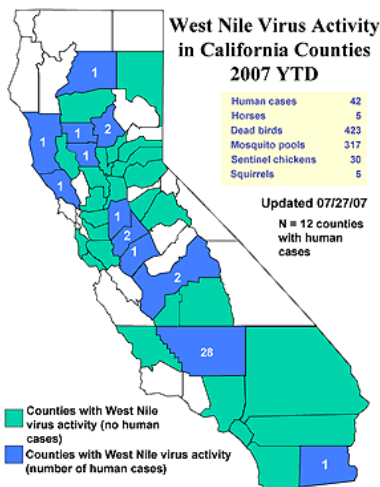 West Nile Virus Activity
in California Counties
2007 YTD
Human cases 42
Horses 5
Dead birds 423
Mosquito pools 317
Sentinel chickens 30
Squirrels 5
Updated 07/27/07
N = 12 counties
with human
cases
1
1
1
2
1
1
1
2
1
2
28
1
Counties with West Nile
virus activity (no human
cases)
Counties with West Nile virus activity
(number of human cases)